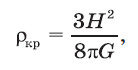 ρкр = 3H²/8πG,